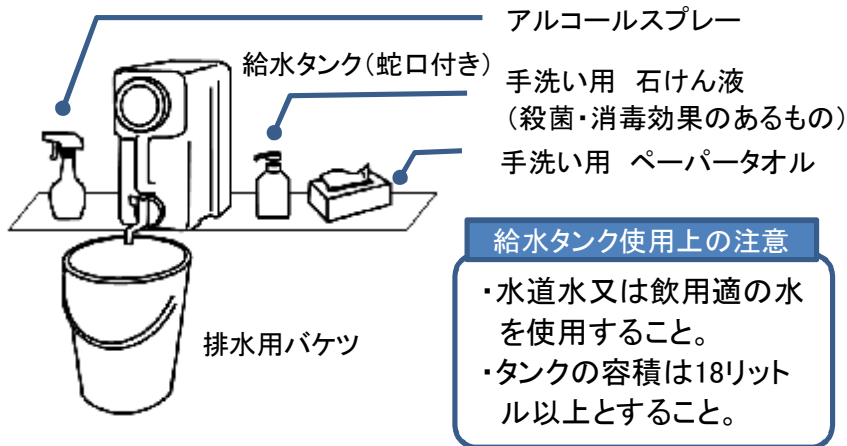 アルコールスプレー
給水タンク(蛇口付き)
手洗い用 石けん液
(殺菌・消毒効果のあるもの)
手洗い用 ペーパータオル
排水用バケツ
給水タンク使用上の注意
・水道水又は飲用適の水
を使用すること。
・タンクの容積は18リット
ル以上とすること。